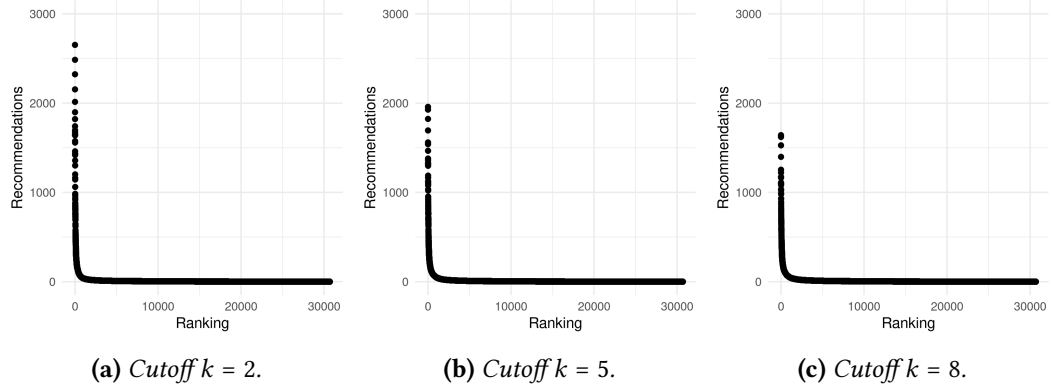 3000
2000
1000
0
Recommendations
0 10000 20000 30000
Ranking
(a) Cutoff k = 2.
3000
2000
1000
0
Recommendations
0 10000 20000 30000
Ranking
(b) Cutoff k = 5.
3000
2000
1000
0
Recommendations
0 10000 20000 30000
Ranking
(c) Cutoff k = 8.